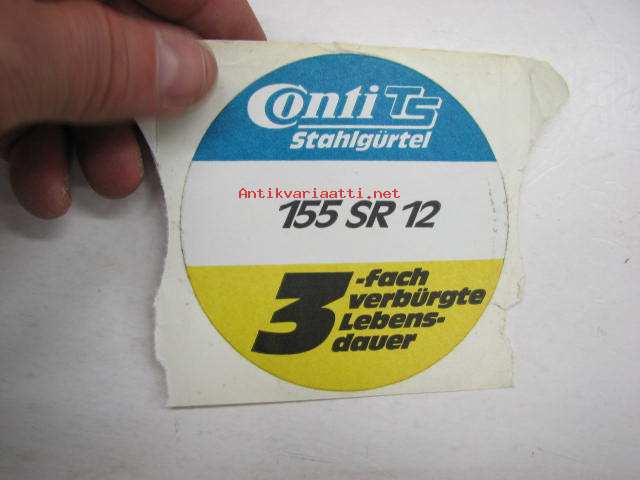 Conti TS
Stahlgürtel
Antikvariaatti.net
155 SR 12
3-fach
verbürgte
Lebens-
dauer